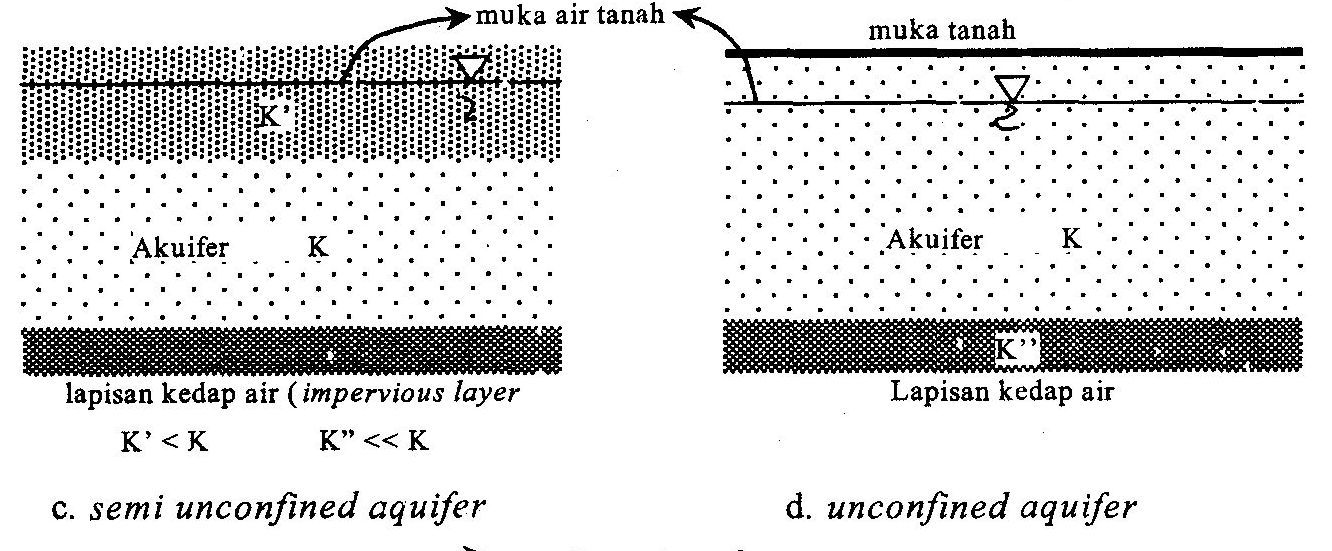 muka air tanah
muka tanah
K'
Akuifer K
Akuifer K
K''
lapisan kedap air (impervious layer
Lapisan kedap air
K' < K K" << K
c. semi unconfined aquifer
d. unconfined aquifer